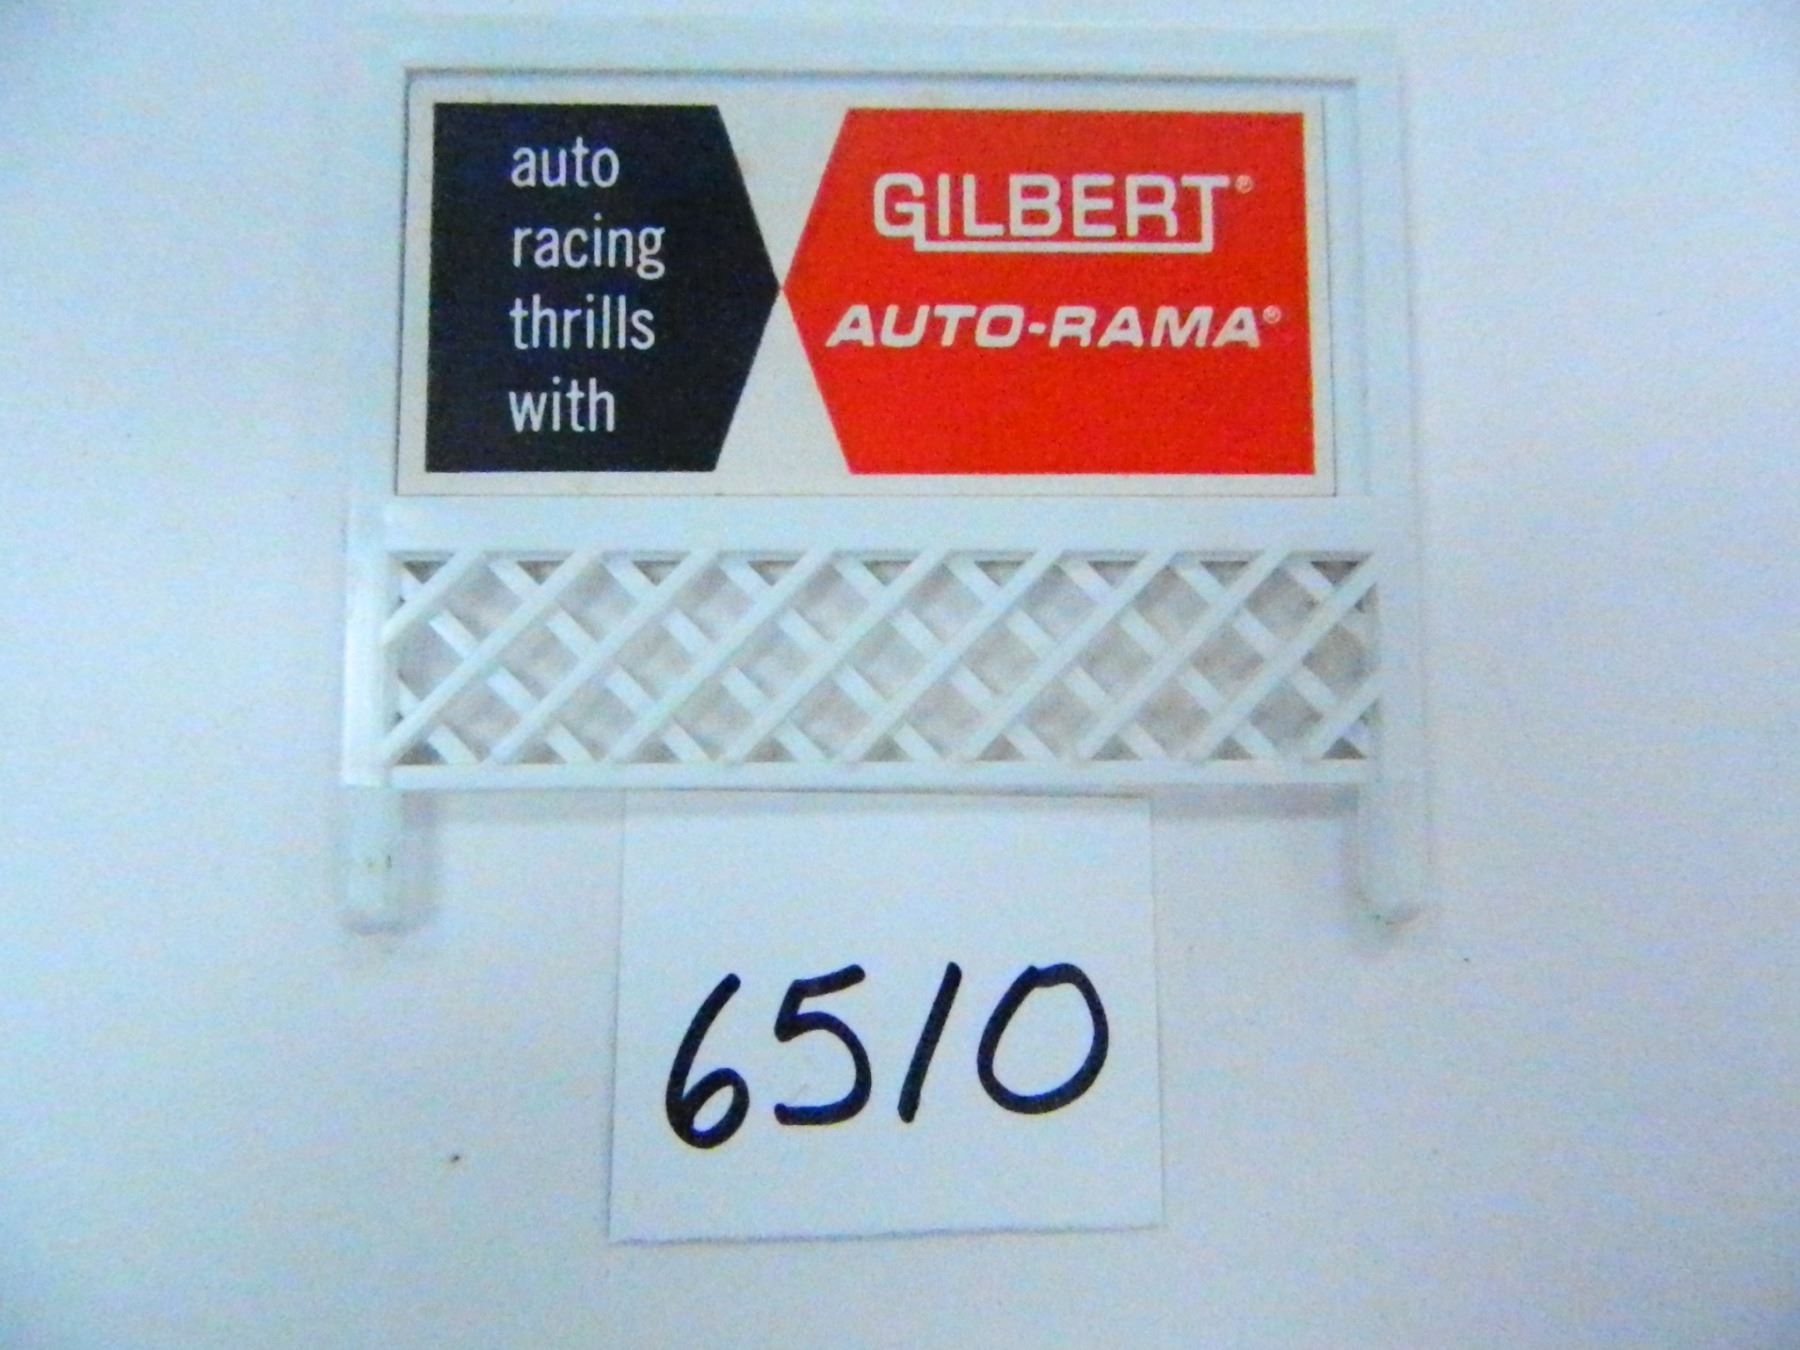 auto
racing
thrills
with
GILBERT®
AUTO-RAMA®
6510